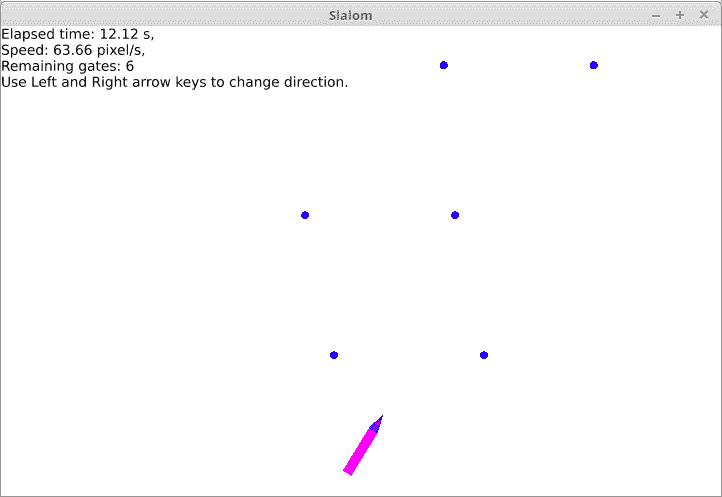 Slalom
Elapsed time: 12.12 s,
Speed: 63.66 pixel/s,
Remaining gates: 6
Use Left and Right arrow keys to change direction.